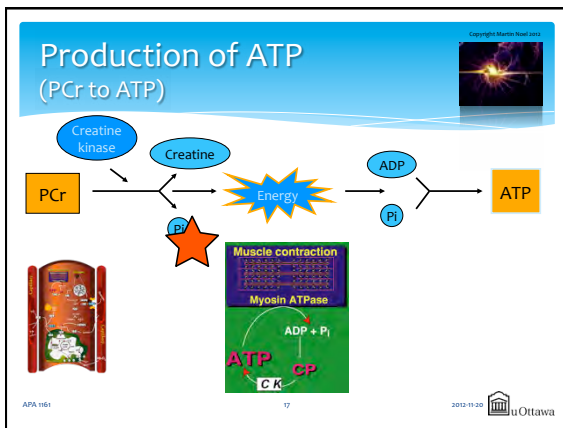 Copyright Martin Noel 2012
Production of ATP
(PCr to ATP)
Creatine
kinase
Creatine
ADP
PCr
Energy
ATP
Pi
Pi
Muscle contraction
Myosin ATPase
ADP + Pi
ATP
CP
C K
APA 1161
17
2012-11-20
uOttawa